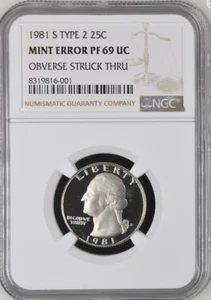 1981 S TYPE 2 25C
MINT ERROR PF 69 UC
OBVERSE STRUCK THRU
8319816-001
NUMISMATIC GUARANTY COMPANY
NGC
LIBERTY
IN GOD WE
TRUST
1981